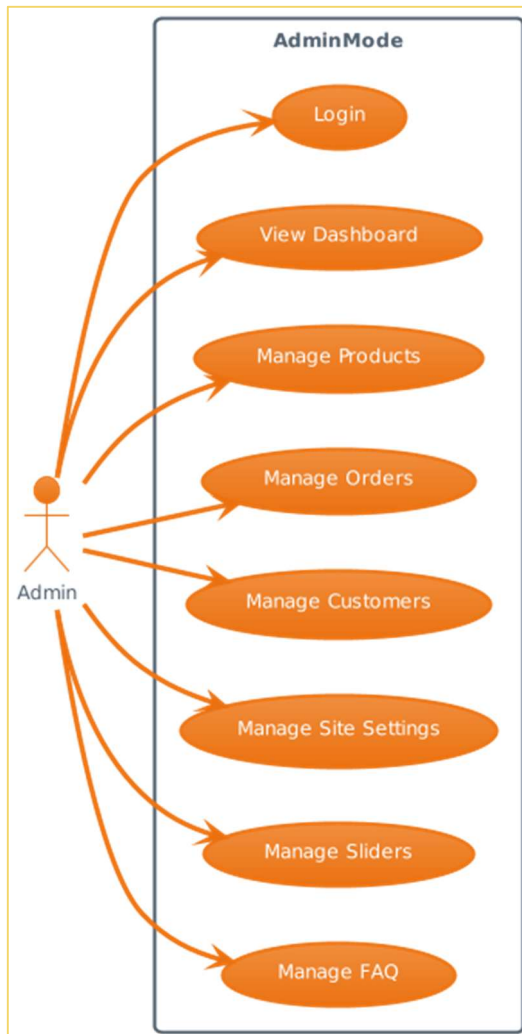 AdminMode
Login
View Dashboard
Manage Products
Manage Orders
Manage Customers
Admin
Manage Site Settings
Manage Sliders
Manage FAQ